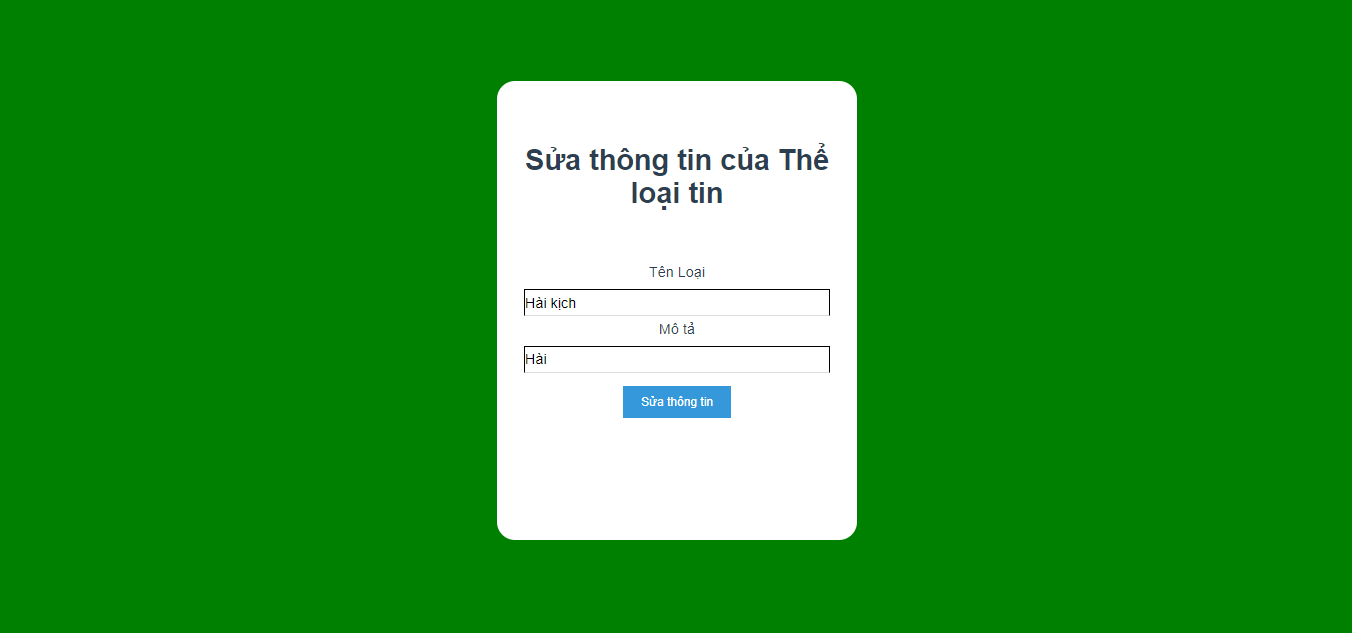 Sửa thông tin của Thể
loại tin
Tên Loại
Hài kịch
Mô tả
Hài
Sửa thông tin